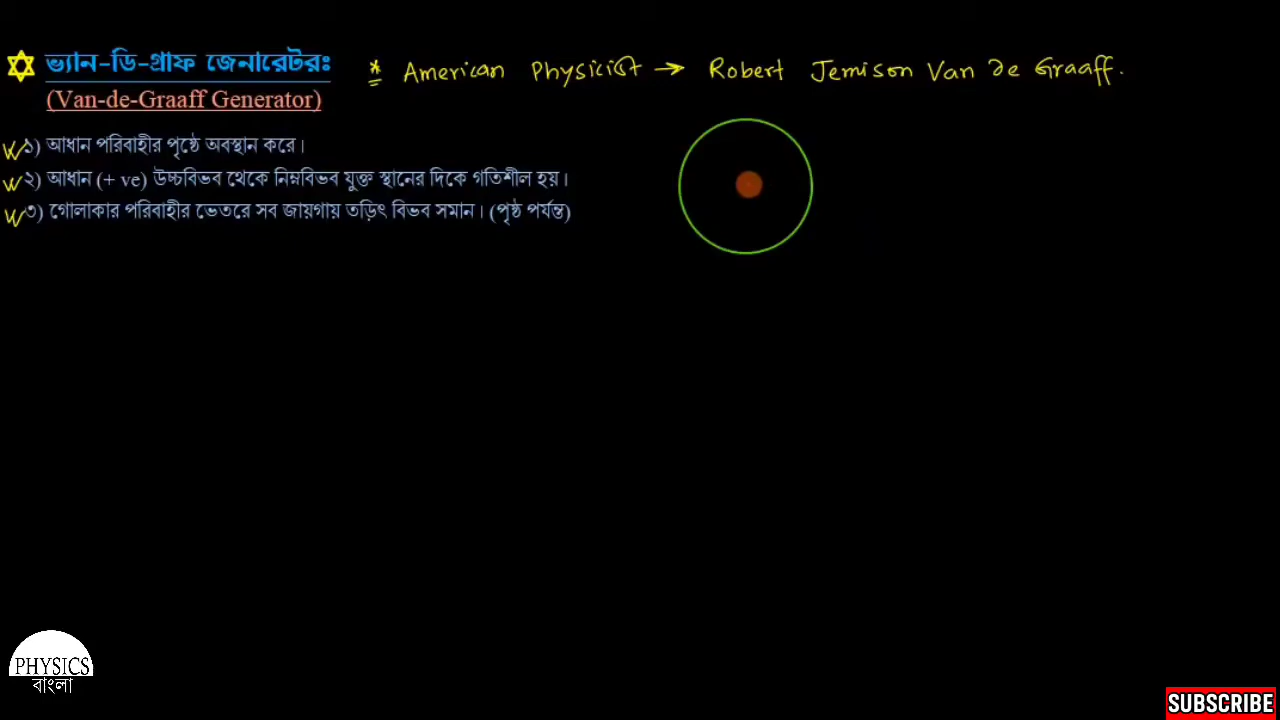 ভ্যান-ডি-গ্রাফ জেনারেটরঃ
(Van-de-Graaff Generator)
* American Physicist → Robert Jemison Van de Graaff.
১) আধান পরিবাহীর পৃষ্ঠে অবস্থান করে।
২) আধান (+ ve) উচ্চবিভব থেকে নিম্নবিভব যুক্ত স্থানের দিকে গতিশীল হয়।
৩) গোলাকার পরিবাহীর ভেতরে সব জায়গায় তড়িৎ বিভব সমান। (পৃষ্ঠ পর্যন্ত)
PHYSICS
বাংলা
SUBSCRIBE